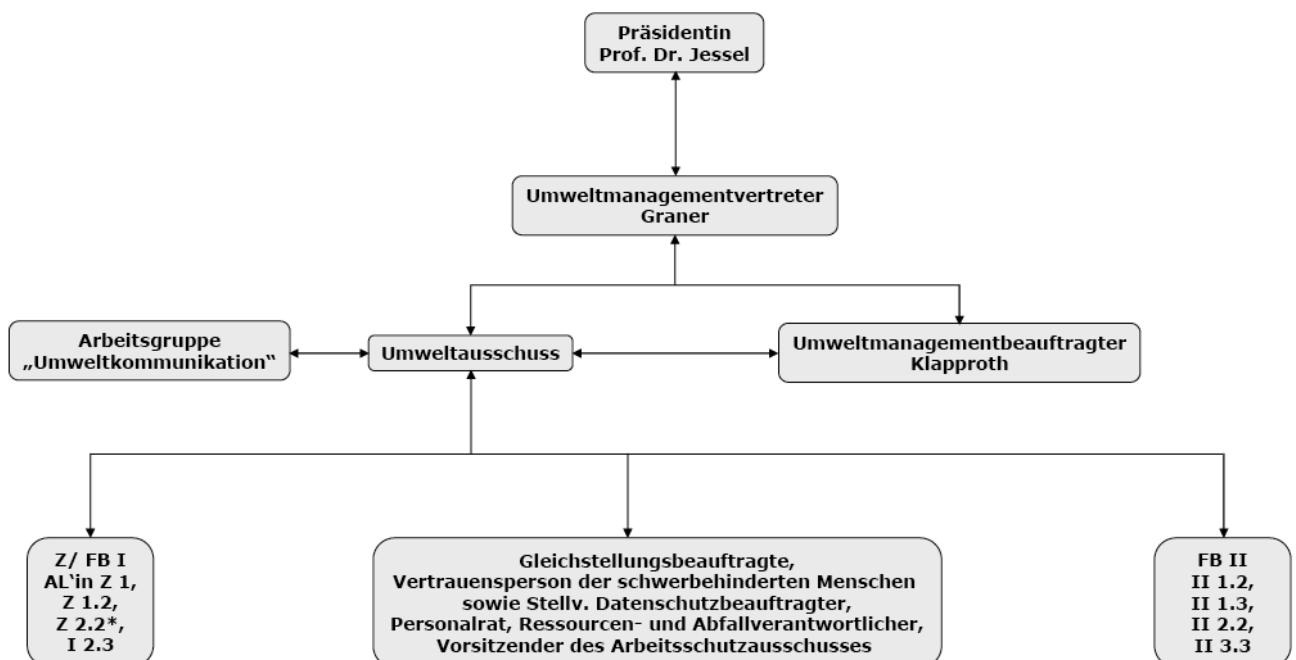 Präsidentin
Prof. Dr. Jessel
Umweltmanagementvertreter
Graner
Arbeitsgruppe
„Umweltkommunikation“
Umweltausschuss
Umweltmanagementbeauftragter
Klapproth
Z/ FB I
AL‘in Z 1,
Z 1.2,
Z 2.2*,
I 2.3
Gleichstellungsbeauftragte,
Vertrauensperson der schwerbehinderten Menschen
sowie Stellv. Datenschutzbeauftragter,
Personalrat, Ressourcen- und Abfallverantwortlicher,
Vorsitzender des Arbeitsschutzausschusses
FB II
II 1.2,
II 1.3,
II 2.2,
II 3.3